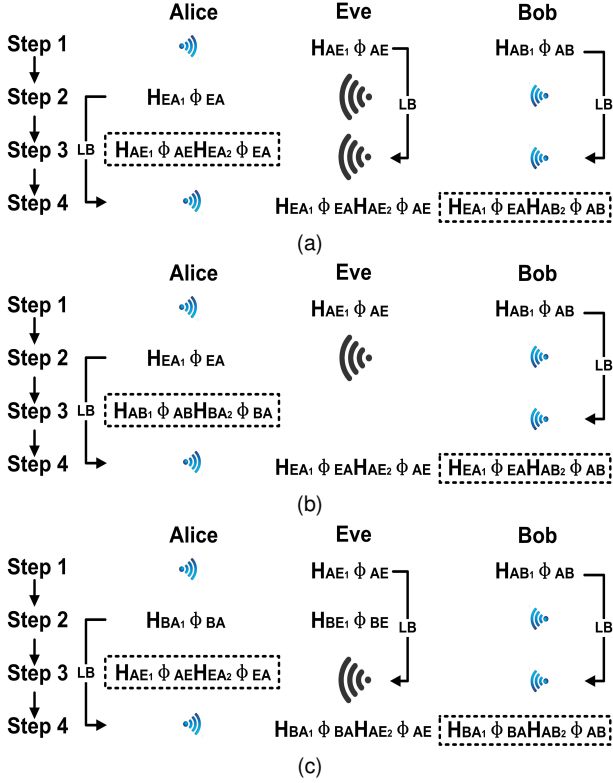 Alice Eve Bob
Step 1 HAE1 Φ AE HAB1 Φ AB
Step 2 HEA1 Φ EA LB LB
Step 3 LB HAE1 Φ AEHEA2 Φ EA
Step 4 HEA1 Φ EAHAE2 Φ AE HEA1 Φ EAHAB2 Φ AB
(a)
Alice Eve Bob
Step 1 HAE1 Φ AE HAB1 Φ AB
Step 2 HEA1 Φ EA LB
Step 3 LB HAB1 Φ ABHBA2 Φ BA
Step 4 HEA1 Φ EAHAE2 Φ AE HEA1 Φ EAHAB2 Φ AB
(b)
Alice Eve Bob
Step 1 HAE1 Φ AE HAB1 Φ AB
Step 2 HBA1 Φ BA HBE1 Φ BE LB LB
Step 3 LB HAE1 Φ AEHEA2 Φ EA
Step 4 HBA1 Φ BAHAE2 Φ AE HBA1 Φ BAHAB2 Φ AB
(c)